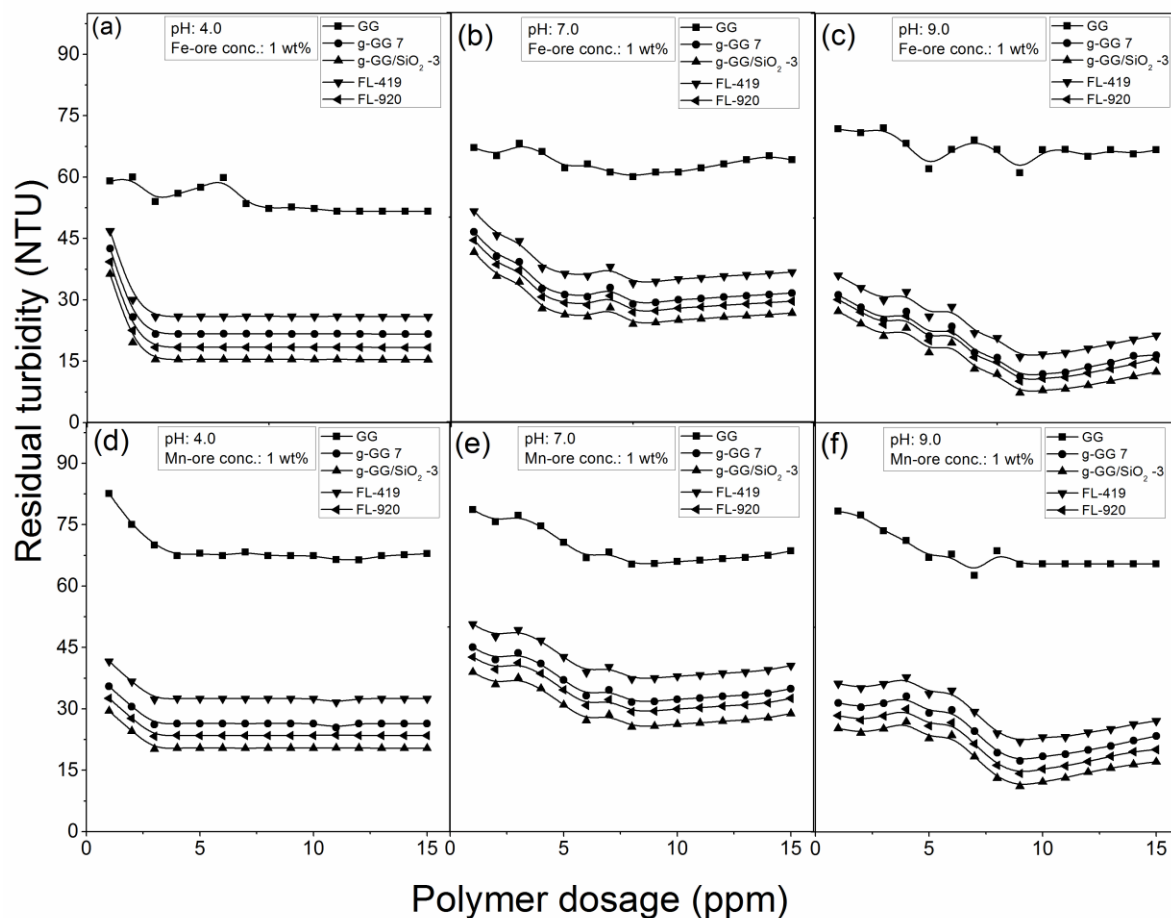 Residual turbidity (NTU)
(a)
pH: 4.0
Fe-ore conc.: 1 wt%
GG
g-GG 7
g-GG/SiO₂ -3
FL-419
FL-920
(b)
pH: 7.0
Fe-ore conc.: 1 wt%
GG
g-GG 7
g-GG/SiO₂ -3
FL-419
FL-920
(c)
pH: 9.0
Fe-ore conc.: 1 wt%
GG
g-GG 7
g-GG/SiO₂ -3
FL-419
FL-920
90
75
60
45
30
15
0
(d)
pH: 4.0
Mn-ore conc.: 1 wt%
GG
g-GG 7
g-GG/SiO₂ -3
FL-419
FL-920
(e)
pH: 7.0
Mn-ore conc.: 1 wt%
GG
g-GG 7
g-GG/SiO₂ -3
FL-419
FL-920
(f)
pH: 9.0
Mn-ore conc.: 1 wt%
GG
g-GG 7
g-GG/SiO₂ -3
FL-419
FL-920
90
75
60
45
30
15
0
0 5 10 15
0 5 10 15
0 5 10 15
Polymer dosage (ppm)